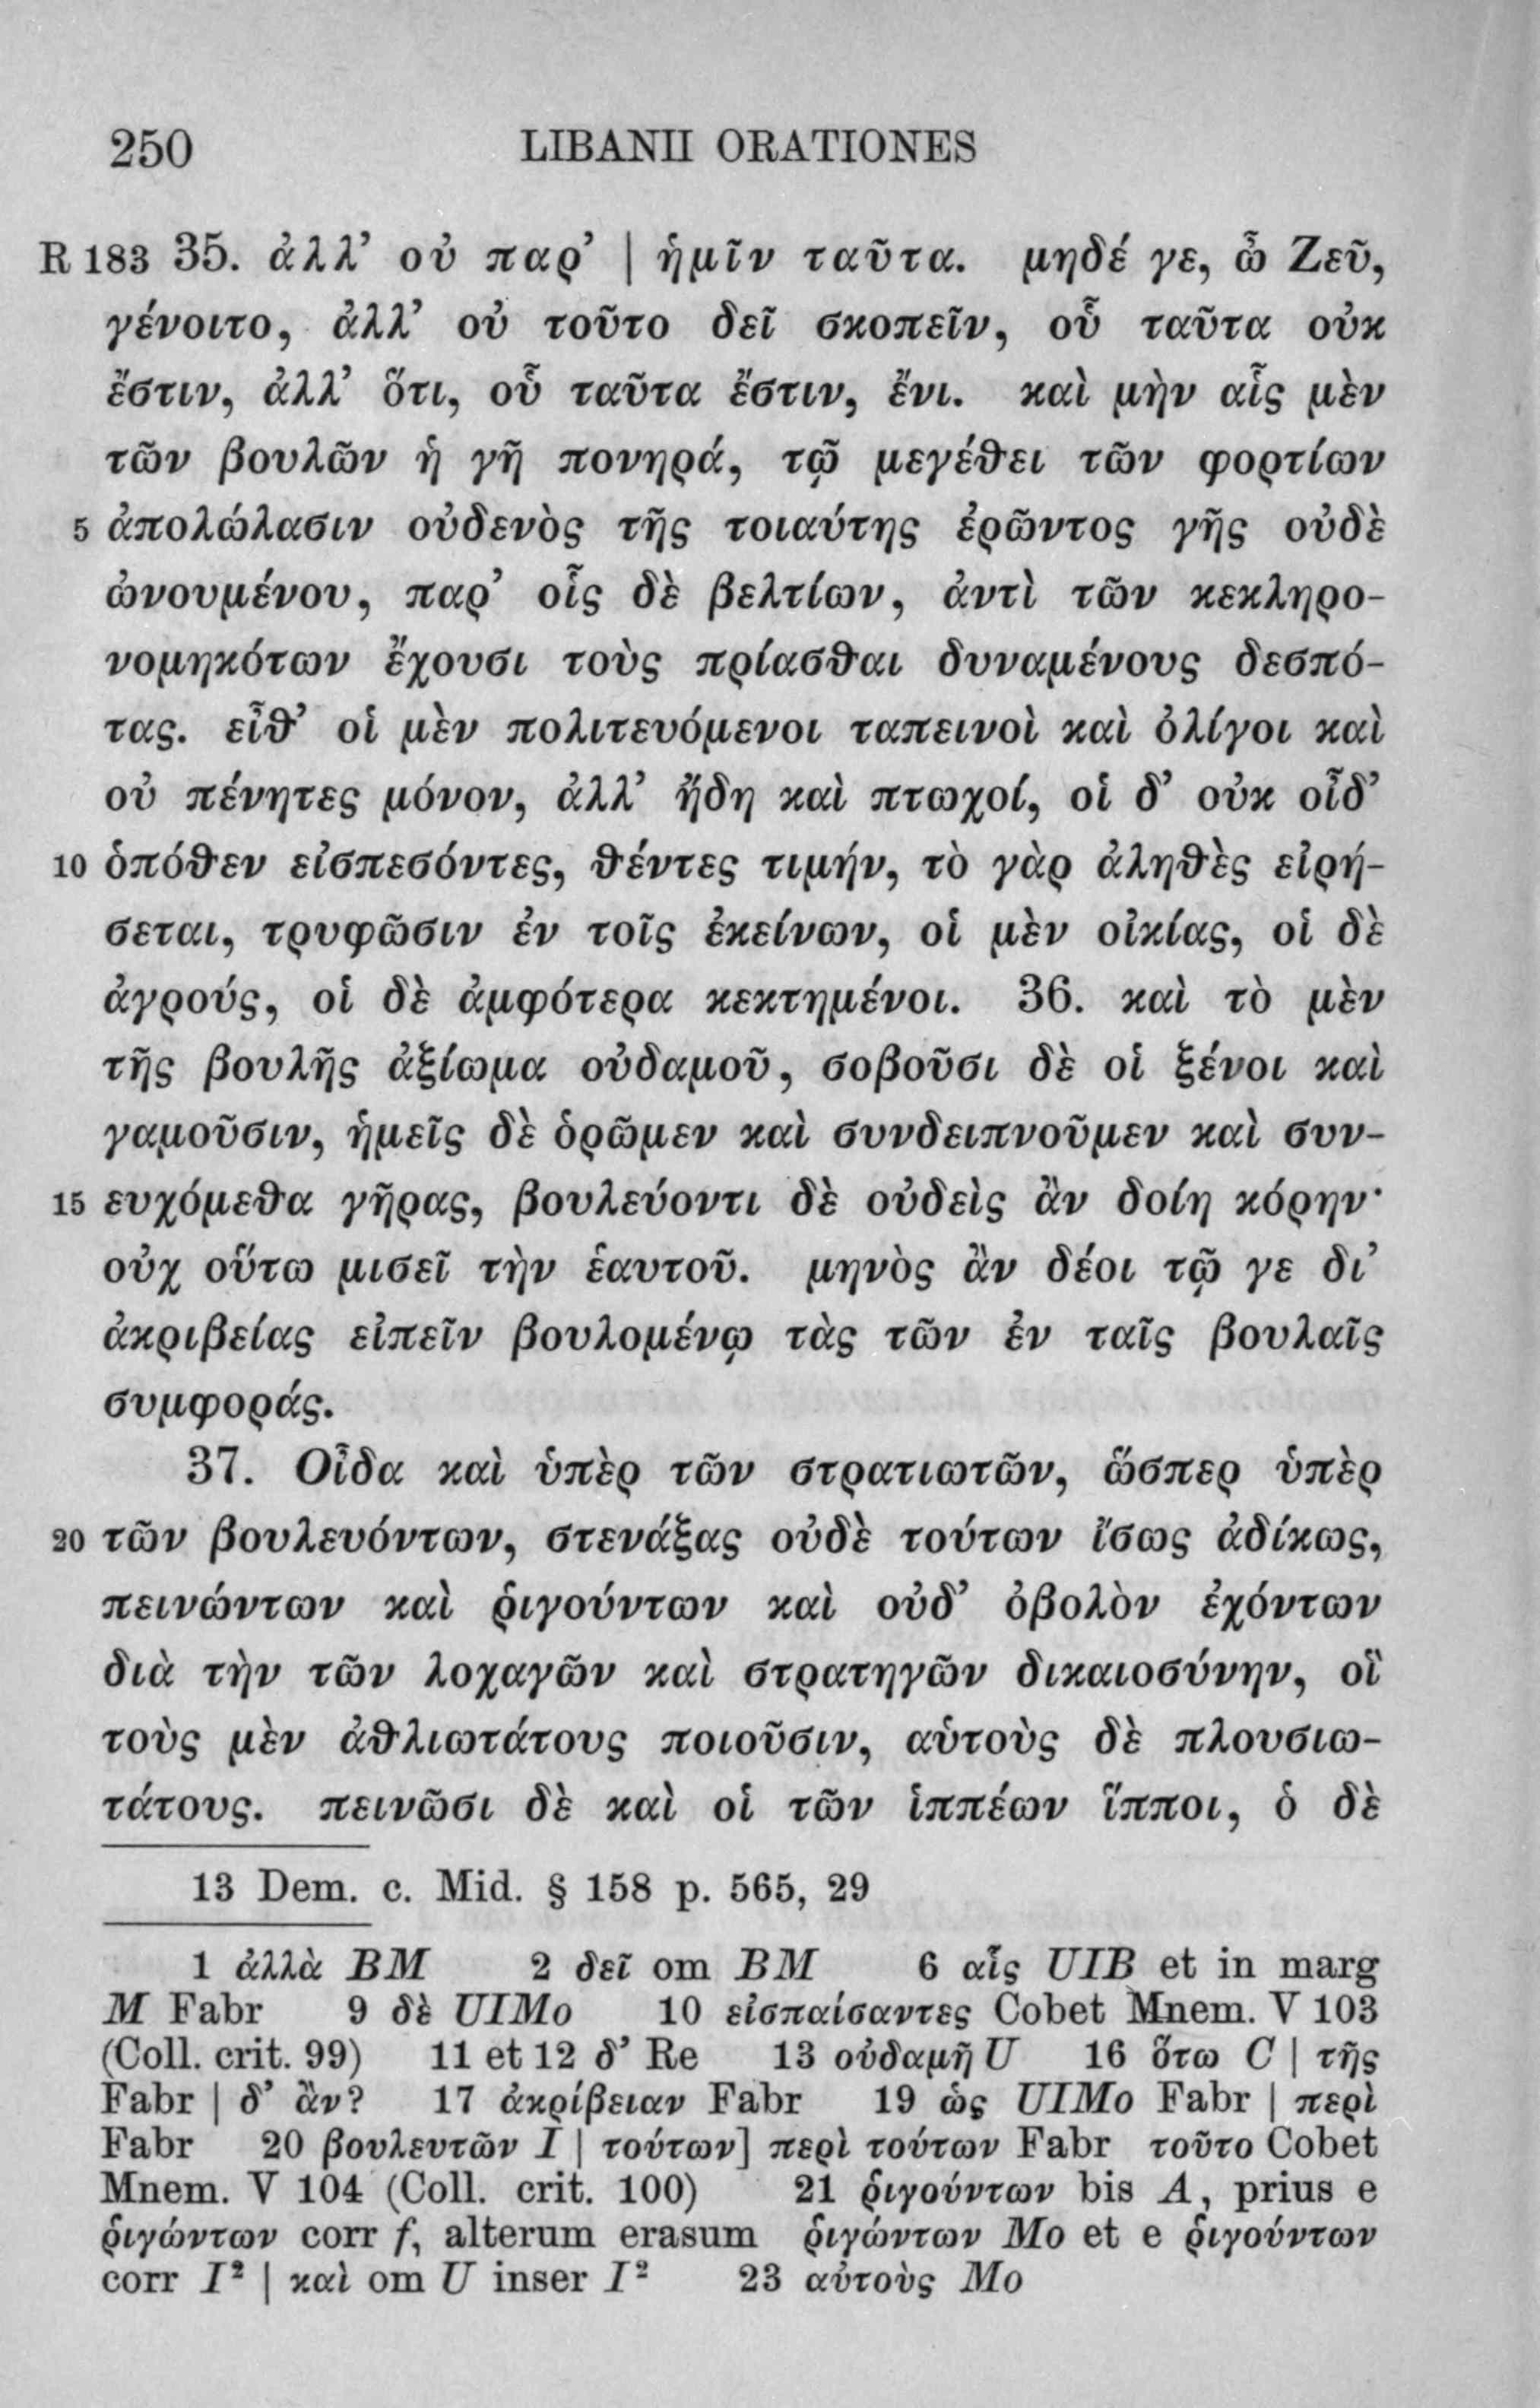 250 LIBANII ORATIONES
R 183 35. ἀλλ’ οὐ παρ’ | ἡμῖν ταῦτα. μηδέ γε, ὦ Ζεῦ,
γένοιτο, ἀλλ’ οὐ τοῦτο δεῖ σκοπεῖν, οὗ ταῦτα οὐκ
ἔστιν, ἀλλ’ ὅτι, οὗ ταῦτα ἔστιν, ἔνι. καὶ μὴν αἷς μὲν
τῶν βουλῶν ἡ γῆ πονηρά, τῷ μεγέθει τῶν φορτίων
5 ἀπολώλασιν οὐδενὸς τῆς τοιαύτης ἐρῶντος γῆς οὐδὲ
ὠνουμένου, παρ’ οἷς δὲ βελτίων, ἀντὶ τῶν κεκληρο-
νομηκότων ἔχουσι τοὺς πρίασθαι δυναμένους δεσπό-
τας. εἶθ’ οἱ μὲν πολιτευόμενοι ταπεινοὶ καὶ ὀλίγοι καὶ
οὐ πένητες μόνον, ἀλλ’ ἤδη καὶ πτωχοί, οἱ δ’ οὐκ οἶδ’
10 ὁπόθεν εἰσπεσόντες, θέντες τιμήν, τὸ γὰρ ἀληθὲς εἰρή-
σεται, τρυφῶσιν ἐν τοῖς ἐκείνων, οἱ μὲν οἰκίας, οἱ δὲ
ἀγρούς, οἱ δὲ ἀμφότερα κεκτημένοι. 36. καὶ τὸ μὲν
τῆς βουλῆς ἀξίωμα οὐδαμοῦ, σοβοῦσι δὲ οἱ ξένοι καὶ
γαμοῦσιν, ἡμεῖς δὲ ὁρῶμεν καὶ συνδειπνοῦμεν καὶ συν-
15 ευχόμεθα γῆρας, βουλεύοντι δὲ οὐδεὶς ἂν δοίη κόρην·
οὐχ οὕτω μισεῖ τὴν ἑαυτοῦ. μηνὸς ἂν δέοι τῷ γε δι’
ἀκριβείας εἰπεῖν βουλομένῳ τὰς τῶν ἐν ταῖς βουλαῖς
συμφοράς.
37. Οἶδα καὶ ὑπὲρ τῶν στρατιωτῶν, ὥσπερ ὑπὲρ
20 τῶν βουλευόντων, στενάξας οὐδὲ τούτων ἴσως ἀδίκως,
πεινώντων καὶ ῥιγούντων καὶ οὐδ’ ὀβολὸν ἐχόντων
διὰ τὴν τῶν λοχαγῶν καὶ στρατηγῶν δικαιοσύνην, οἳ
τοὺς μὲν ἀθλιωτάτους ποιοῦσιν, αὑτοὺς δὲ πλουσιω-
τάτους. πεινῶσι δὲ καὶ οἱ τῶν ἱππέων ἵπποι, ὁ δὲ
13 Dem. c. Mid. § 158 p. 565, 29
1 ἀλλὰ BM 2 δεῖ om BM 6 αἷς UIB et in marg
M Fabr 9 δὲ UIMo 10 εἰσπαίσαντες Cobet Mnem. V 103
(Coll. crit. 99) 11 et 12 δ’ Re 13 οὐδαμῆ U 16 ὅτω C | τῆς
Fabr | δ’ ἂν? 17 ἀκρίβειαν Fabr 19 ὡς UIMo Fabr | περὶ
Fabr 20 βουλευτῶν I | τούτων] περὶ τούτων Fabr τοῦτο Cobet
Mnem. V 104 (Coll. crit. 100) 21 ῥιγούντων bis A, prius e
ῥιγώντων corr f, alterum erasum ῥιγώντων Mo et e ῥιγούντων
corr I² | καὶ om U inser I² 23 αὐτοὺς Mo